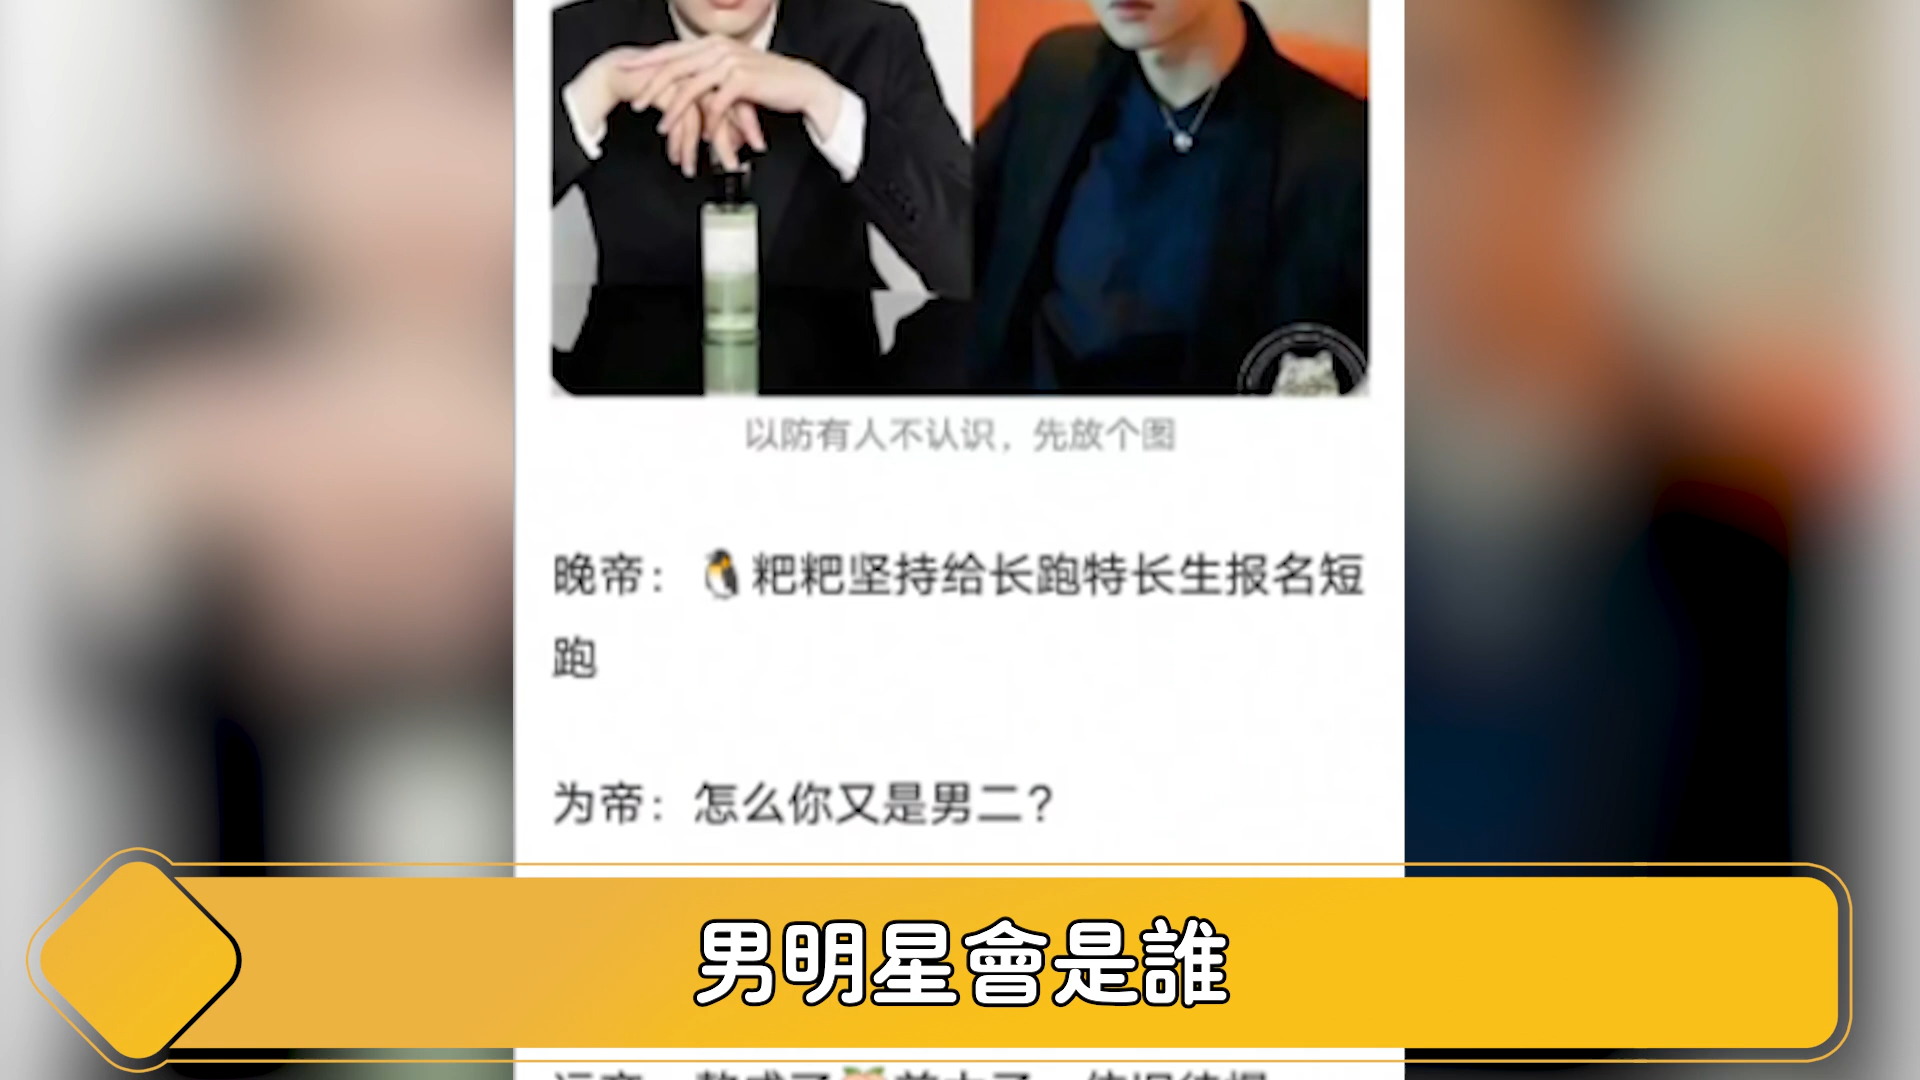 以防有人不认识，先放个图
晚帝：🐧粑粑坚持给长跑特长生报名短
跑
为帝：怎么你又是男二？
男明星會是誰